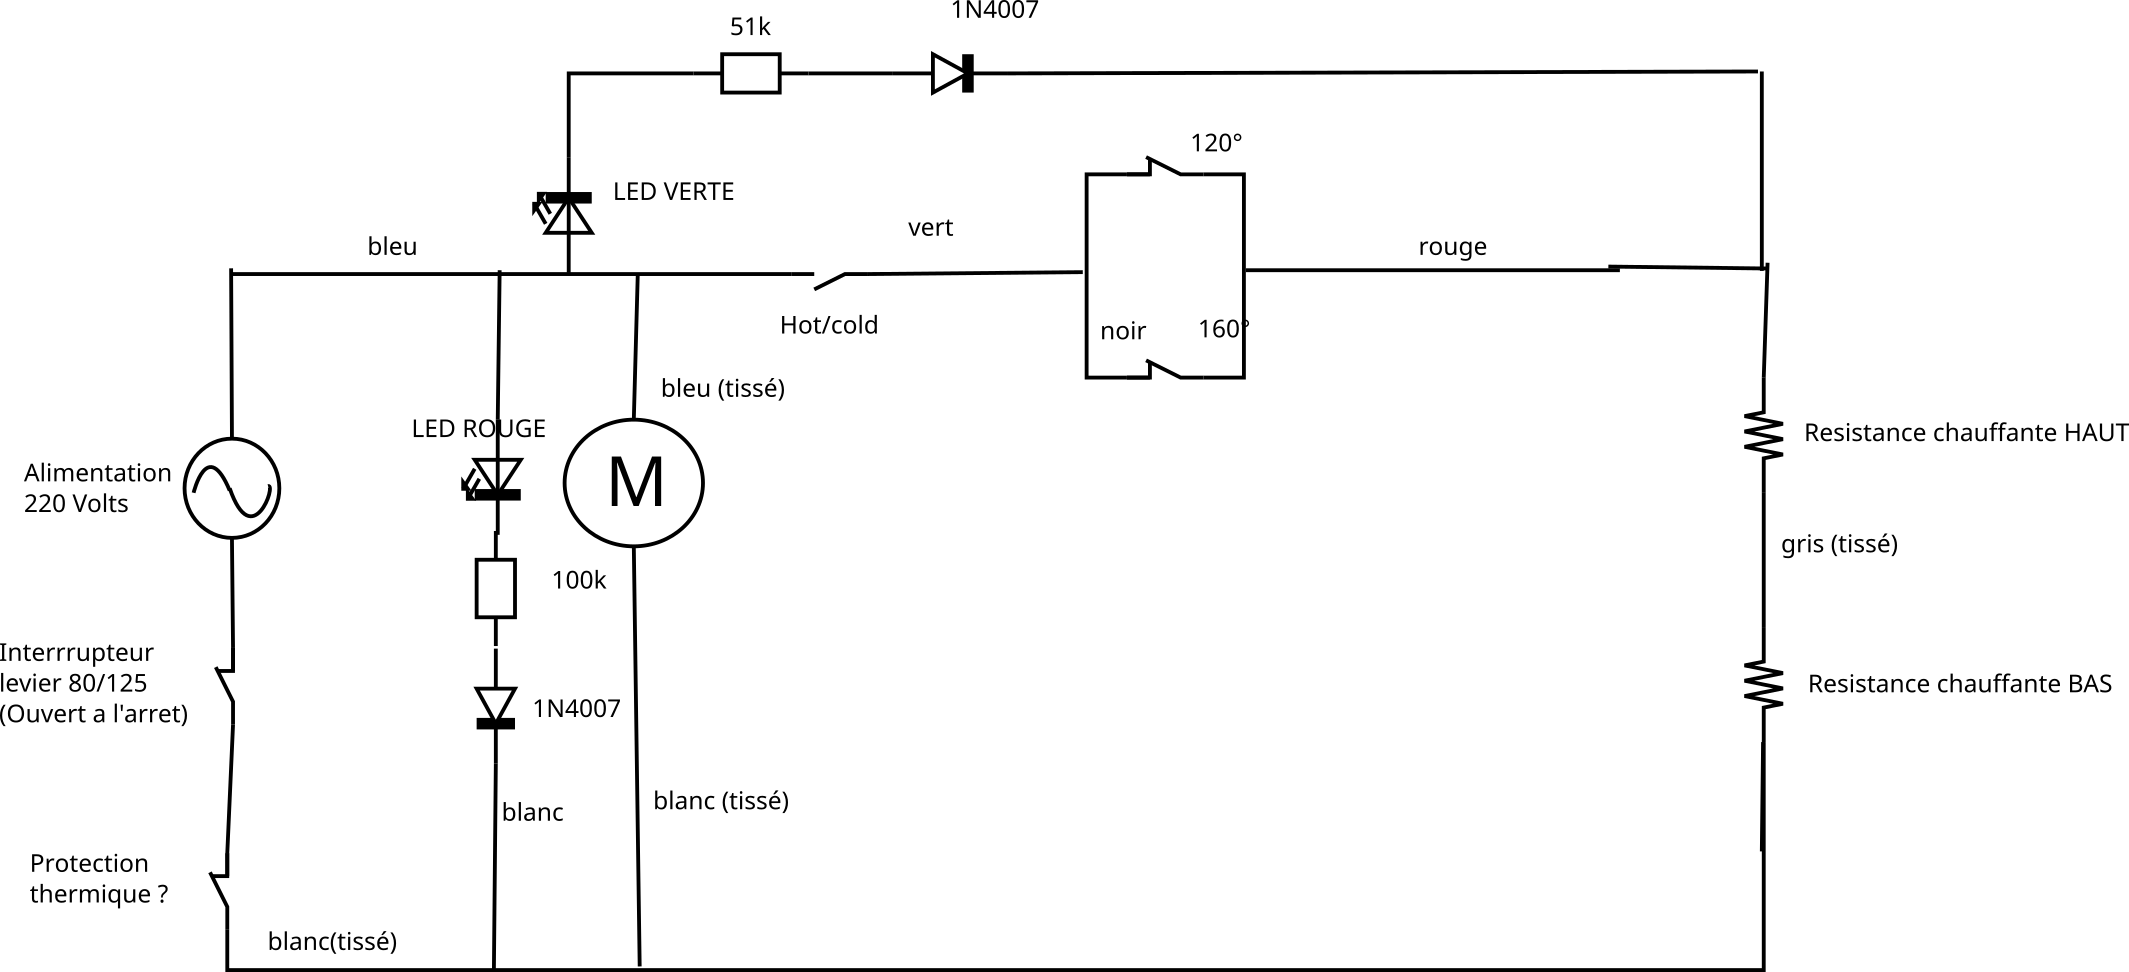 1N4007
51k
120°
LED VERTE
vert
bleu
rouge
Hot/cold
noir
160°
bleu (tissé)
LED ROUGE
M
Resistance chauffante HAUT
Alimentation
220 Volts
gris (tissé)
100k
Interrrupteur
levier 80/125
(Ouvert a l'arret)
Resistance chauffante BAS
1N4007
blanc (tissé)
blanc
Protection
thermique ?
blanc(tissé)